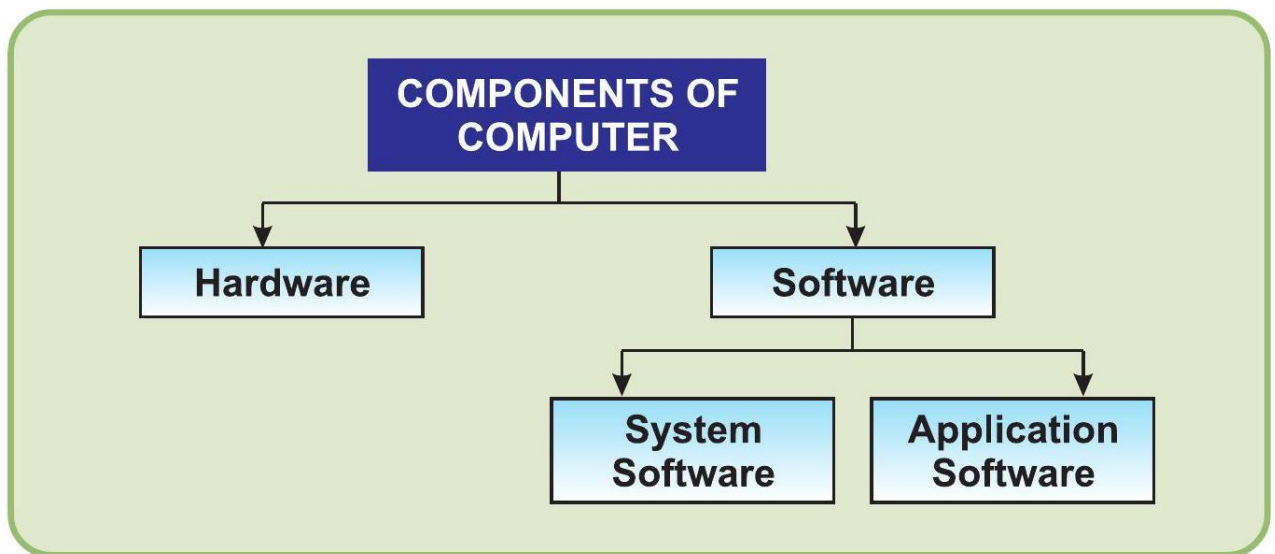 COMPONENTS OF
COMPUTER
Hardware
Software
System
Software
Application
Software